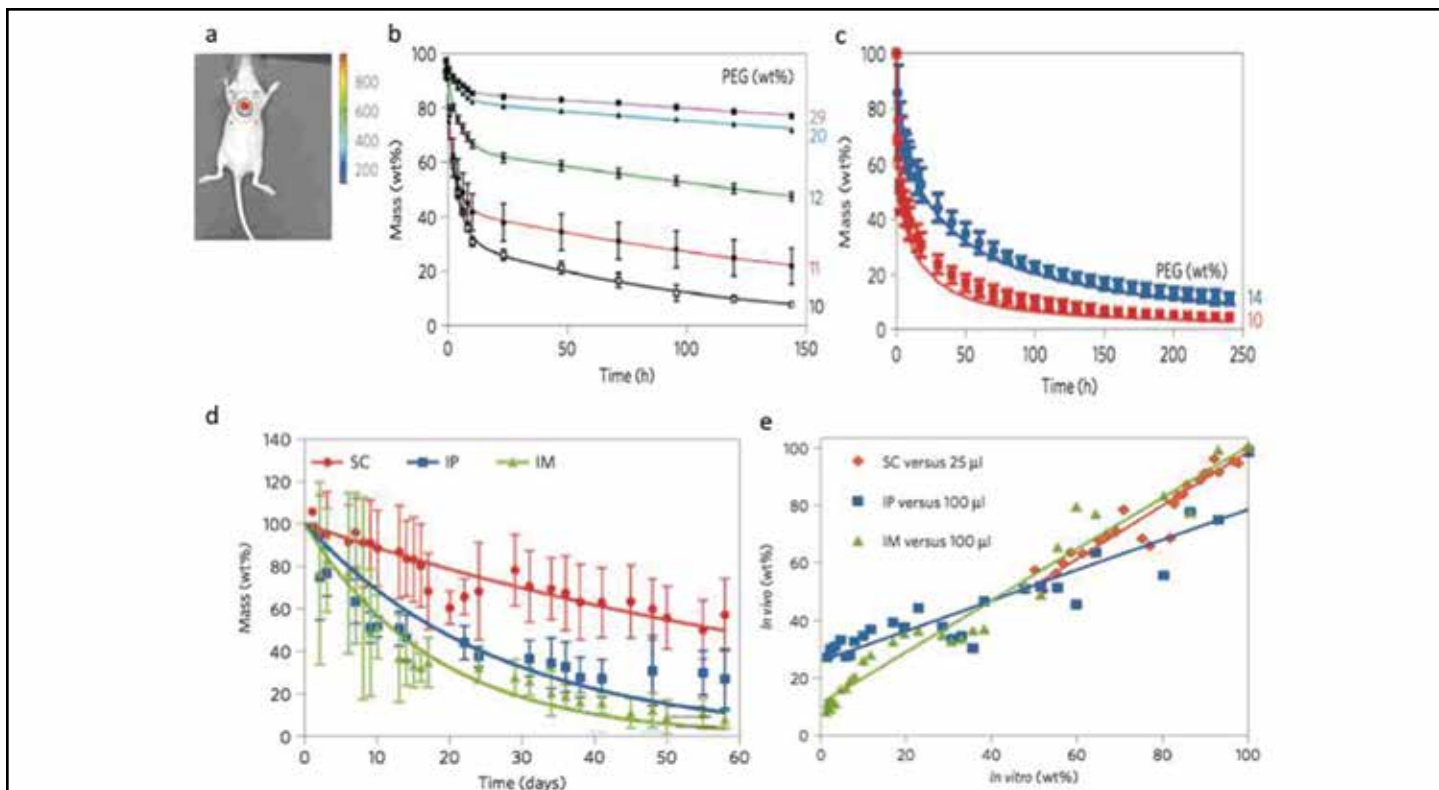 a
800
600
400
200
b
100
80
60
40
20
0
Mass (wt%)
0 50 100 150
Time (h)
PEG (wt%)
29
20
12
11
10
c
100
80
60
40
20
0
Mass (wt%)
0 50 100 150 200 250
Time (h)
PEG (wt%)
14
10
d
140
120
100
80
60
40
20
0
Mass (wt%)
SC IP IM
0 10 20 30 40 50 60
Time (days)
e
100
80
60
40
20
0
In vivo (wt%)
SC versus 25 µl
IP versus 100 µl
IM versus 100 µl
0 20 40 60 80 100
In vitro (wt%)